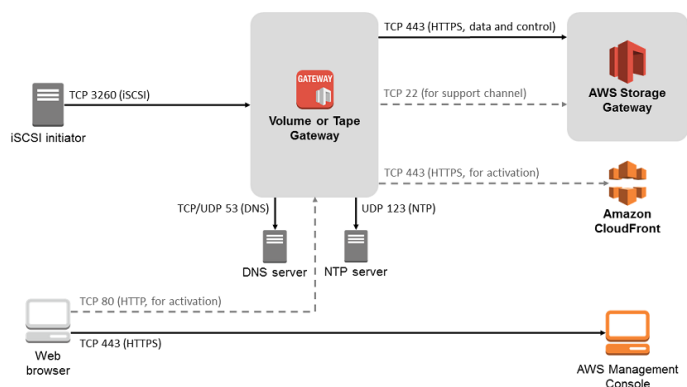 TCP 443 (HTTPS, data and control)
GATEWAY
TCP 3260 (iSCSI)
TCP 22 (for support channel)
AWS Storage
Gateway
Volume or Tape
Gateway
iSCSI initiator
TCP 443 (HTTPS, for activation)
TCP/UDP 53 (DNS)
UDP 123 (NTP)
Amazon
CloudFront
DNS server
NTP server
TCP 80 (HTTP, for activation)
TCP 443 (HTTPS)
Web
browser
AWS Management
Console